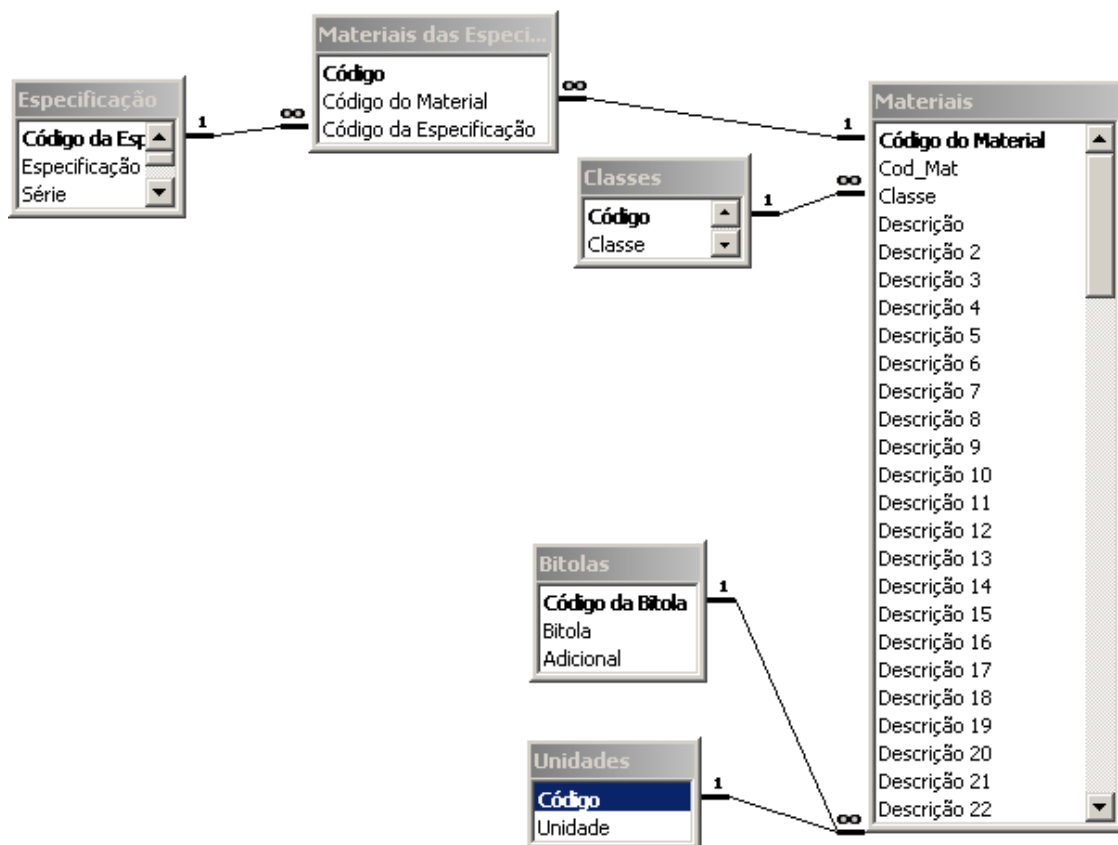 Materiais das Especi...
Código
Código do Material
Código da Especificação
Especificação
Código da Esp
Especificação
Série
1
∞
∞
1
Materiais
Código do Material
Cod_Mat
Classe
Descrição
Descrição 2
Descrição 3
Descrição 4
Descrição 5
Descrição 6
Descrição 7
Descrição 8
Descrição 9
Descrição 10
Descrição 11
Descrição 12
Descrição 13
Descrição 14
Descrição 15
Descrição 16
Descrição 17
Descrição 18
Descrição 19
Descrição 20
Descrição 21
Descrição 22
Classes
Código
Classe
1
∞
Bitolas
Código da Bitola
Bitola
Adicional
1
Unidades
Código
Unidade
1
∞